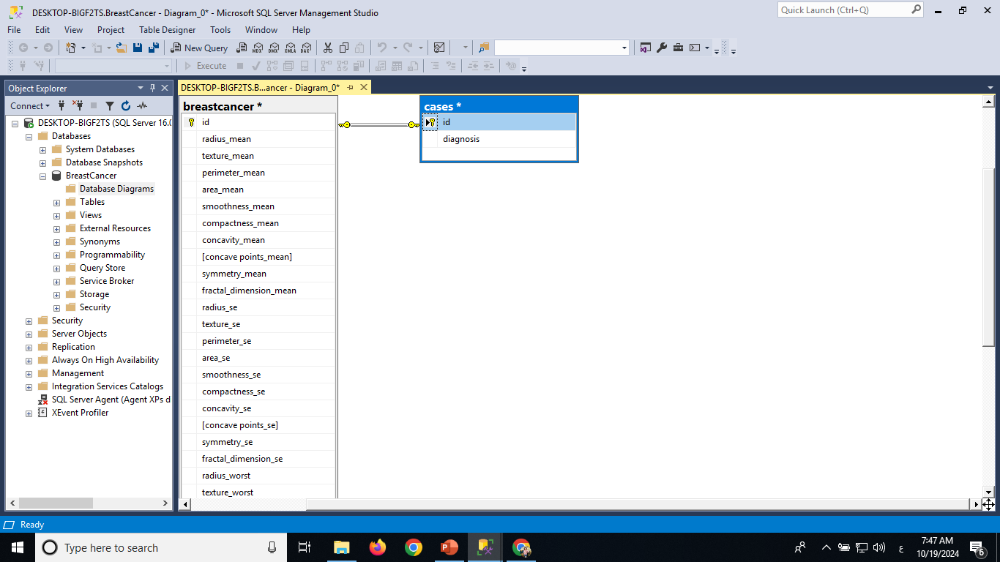 DESKTOP-BIGF2TS.BreastCancer - Diagram_0* - Microsoft SQL Server Management Studio
Quick Launch (Ctrl+Q)
File Edit View Project Table Designer Tools Window Help
New Query MDX DMX XMLA DAX
Execute
Object Explorer
Connect
DESKTOP-BIGF2TS (SQL Server 16.0
Databases
System Databases
Database Snapshots
BreastCancer
Database Diagrams
Tables
Views
External Resources
Synonyms
Programmability
Query Store
Service Broker
Storage
Security
Security
Server Objects
Replication
Always On High Availability
Management
Integration Services Catalogs
SQL Server Agent (Agent XPs d
XEvent Profiler
DESKTOP-BIGF2TS.B...ancer - Diagram_0*
breastcancer *
id
radius_mean
texture_mean
perimeter_mean
area_mean
smoothness_mean
compactness_mean
concavity_mean
[concave points_mean]
symmetry_mean
fractal_dimension_mean
radius_se
texture_se
perimeter_se
area_se
smoothness_se
compactness_se
concavity_se
[concave points_se]
symmetry_se
fractal_dimension_se
radius_worst
texture_worst
cases *
id
diagnosis
Ready
Type here to search
ع
7:47 AM
10/19/2024
6